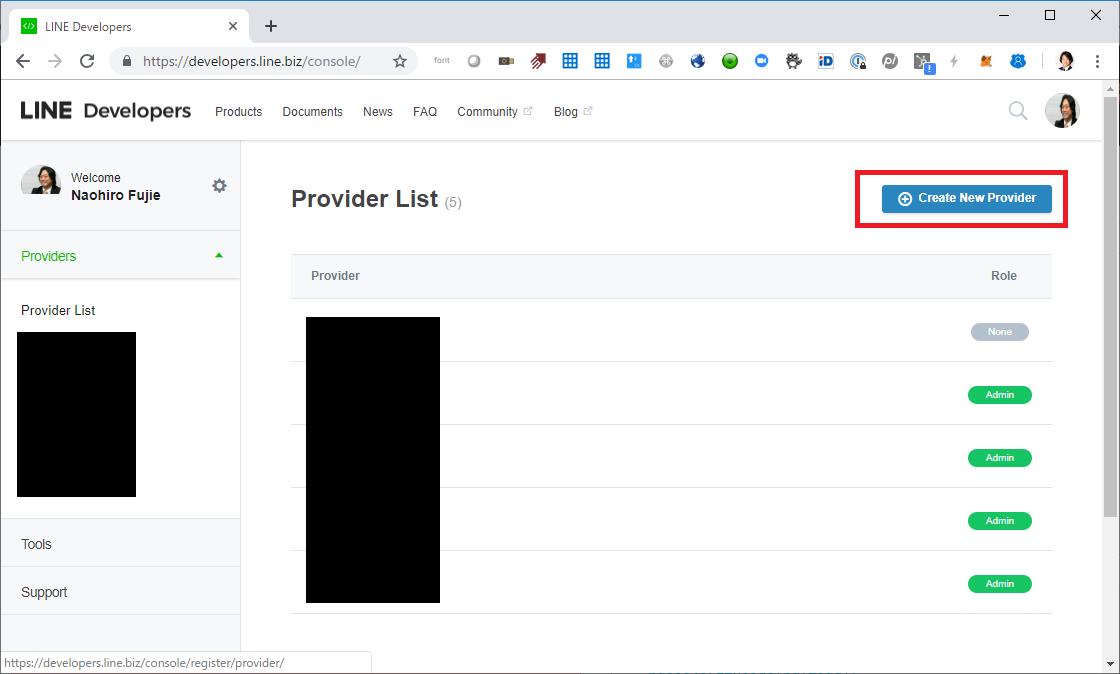 LINE Developers
https://developers.line.biz/console/
font
LINE Developers
Products
Documents
News
FAQ
Community
Blog
Welcome
Naohiro Fujie
Providers
Provider List
Tools
Support
Provider List (5)
Create New Provider
Provider
Role
None
Admin
Admin
Admin
Admin
https://developers.line.biz/console/register/provider/